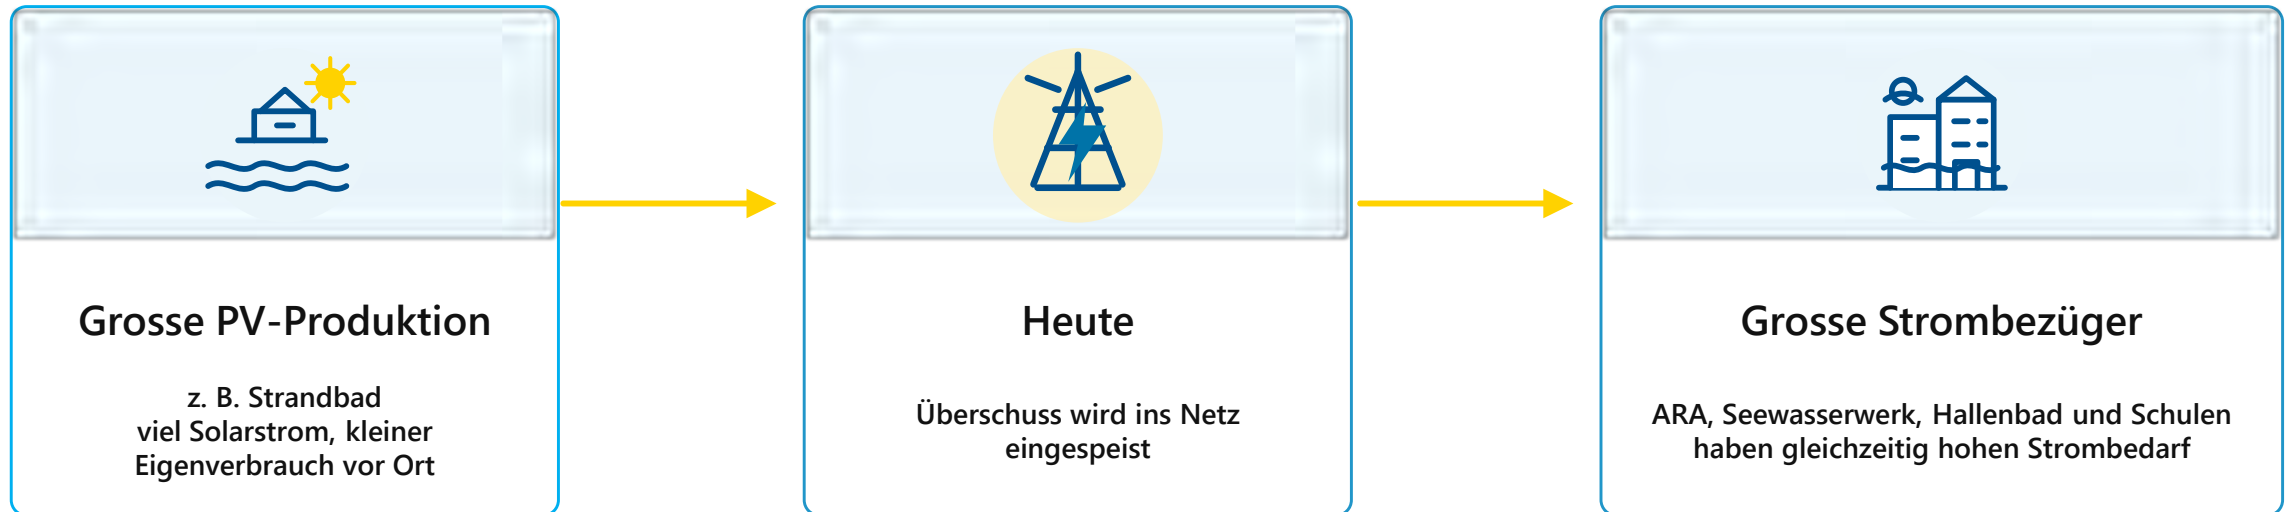 Grosse PV-Produktion
z. B. Strandbad
viel Solarstrom, kleiner
Eigenverbrauch vor Ort
Heute
Überschuss wird ins Netz
eingespeist
Grosse Strombezüger
ARA, Seewasserwerk, Hallenbad und Schulen
haben gleichzeitig hohen Strombedarf